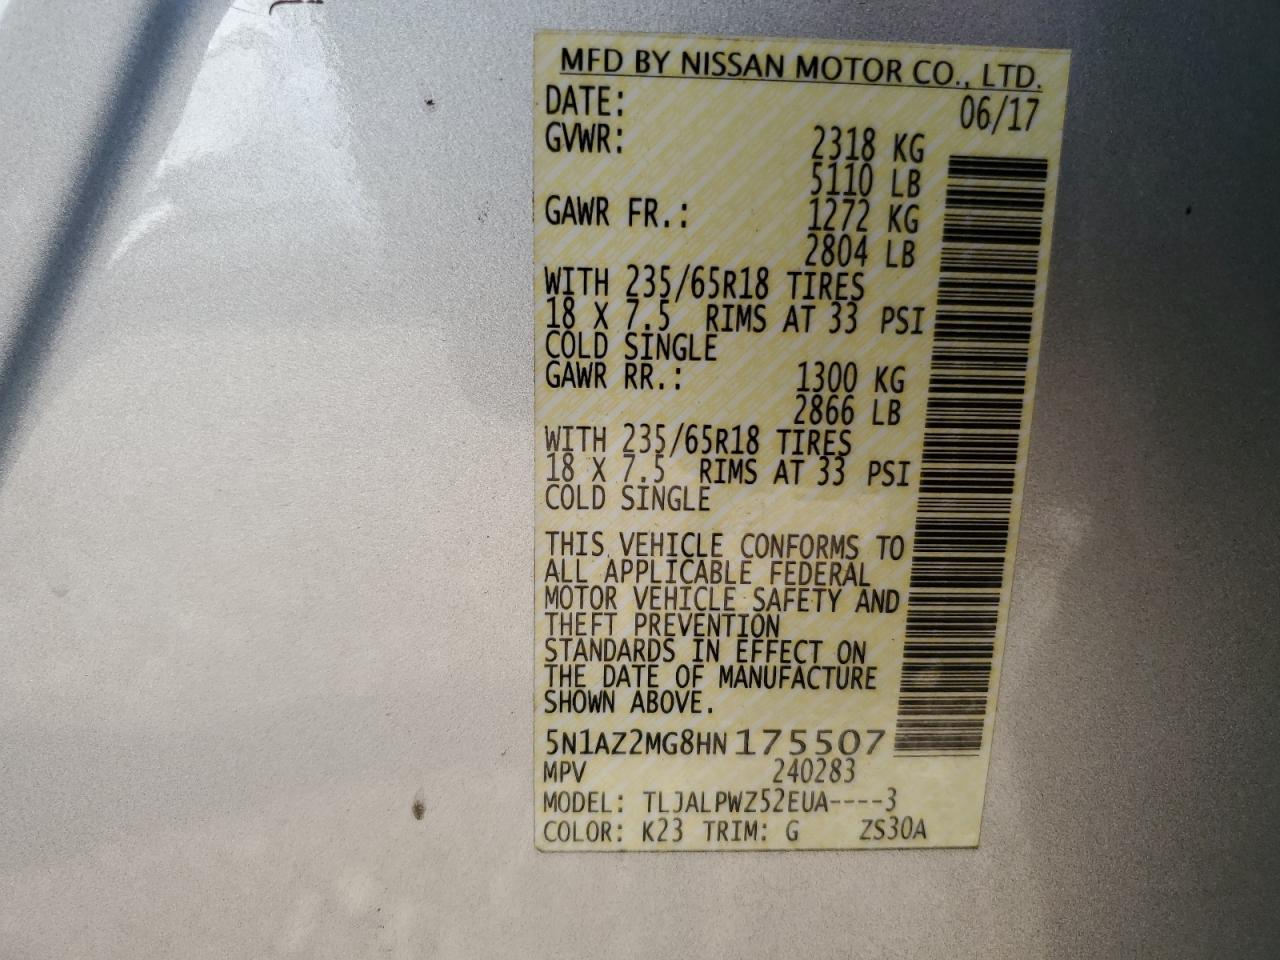 MFD BY NISSAN MOTOR CO., LTD.
DATE: 06/17
GVWR: 2318 KG
5110 LB
GAWR FR.: 1272 KG
2804 LB
WITH 235/65R18 TIRES
18 X 7.5 RIMS AT 33 PSI
COLD SINGLE
GAWR RR.: 1300 KG
2866 LB
WITH 235/65R18 TIRES
18 X 7.5 RIMS AT 33 PSI
COLD SINGLE
THIS VEHICLE CONFORMS TO
ALL APPLICABLE FEDERAL
MOTOR VEHICLE SAFETY AND
THEFT PREVENTION
STANDARDS IN EFFECT ON
THE DATE OF MANUFACTURE
SHOWN ABOVE.
5N1AZ2MG8HN175507
MPV 240283
MODEL: TLJALPWZ52EUA----3
COLOR: K23 TRIM: G ZS30A